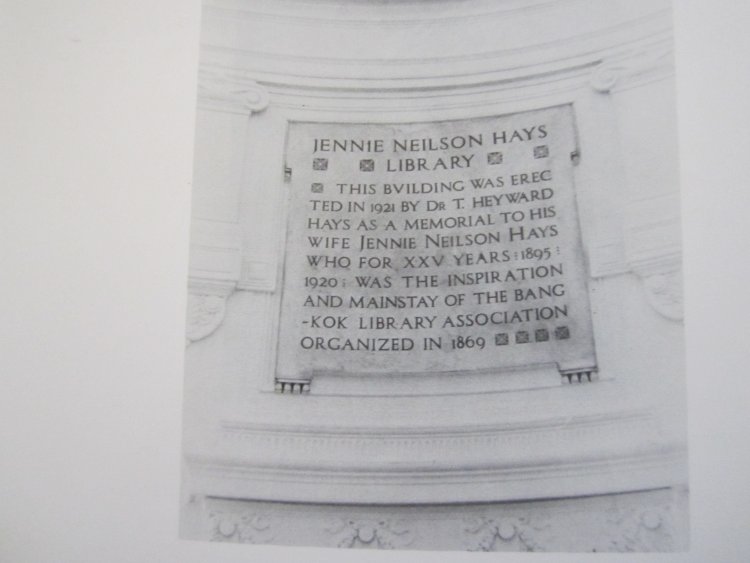 JENNIE NEILSON HAYS
LIBRARY
THIS BVILDING WAS EREC
TED IN 1921 BY DR T. HEYWARD
HAYS AS A MEMORIAL TO HIS
WIFE JENNIE NEILSON HAYS
WHO FOR XXV YEARS : 1895 :
1920 : WAS THE INSPIRATION
AND MAINSTAY OF THE BANG
-KOK LIBRARY ASSOCIATION
ORGANIZED IN 1869